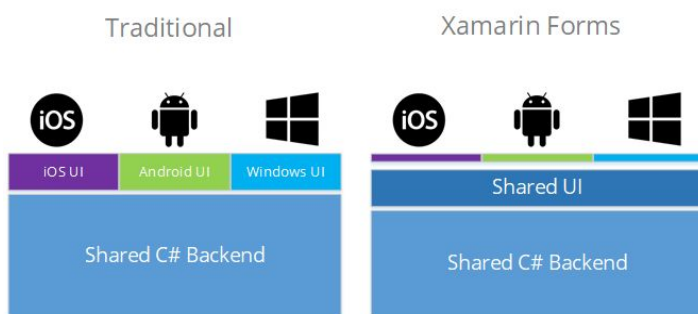 Traditional
iOS
iOS UI Android UI Windows UI
Shared C# Backend
Xamarin Forms
iOS
Shared UI
Shared C# Backend